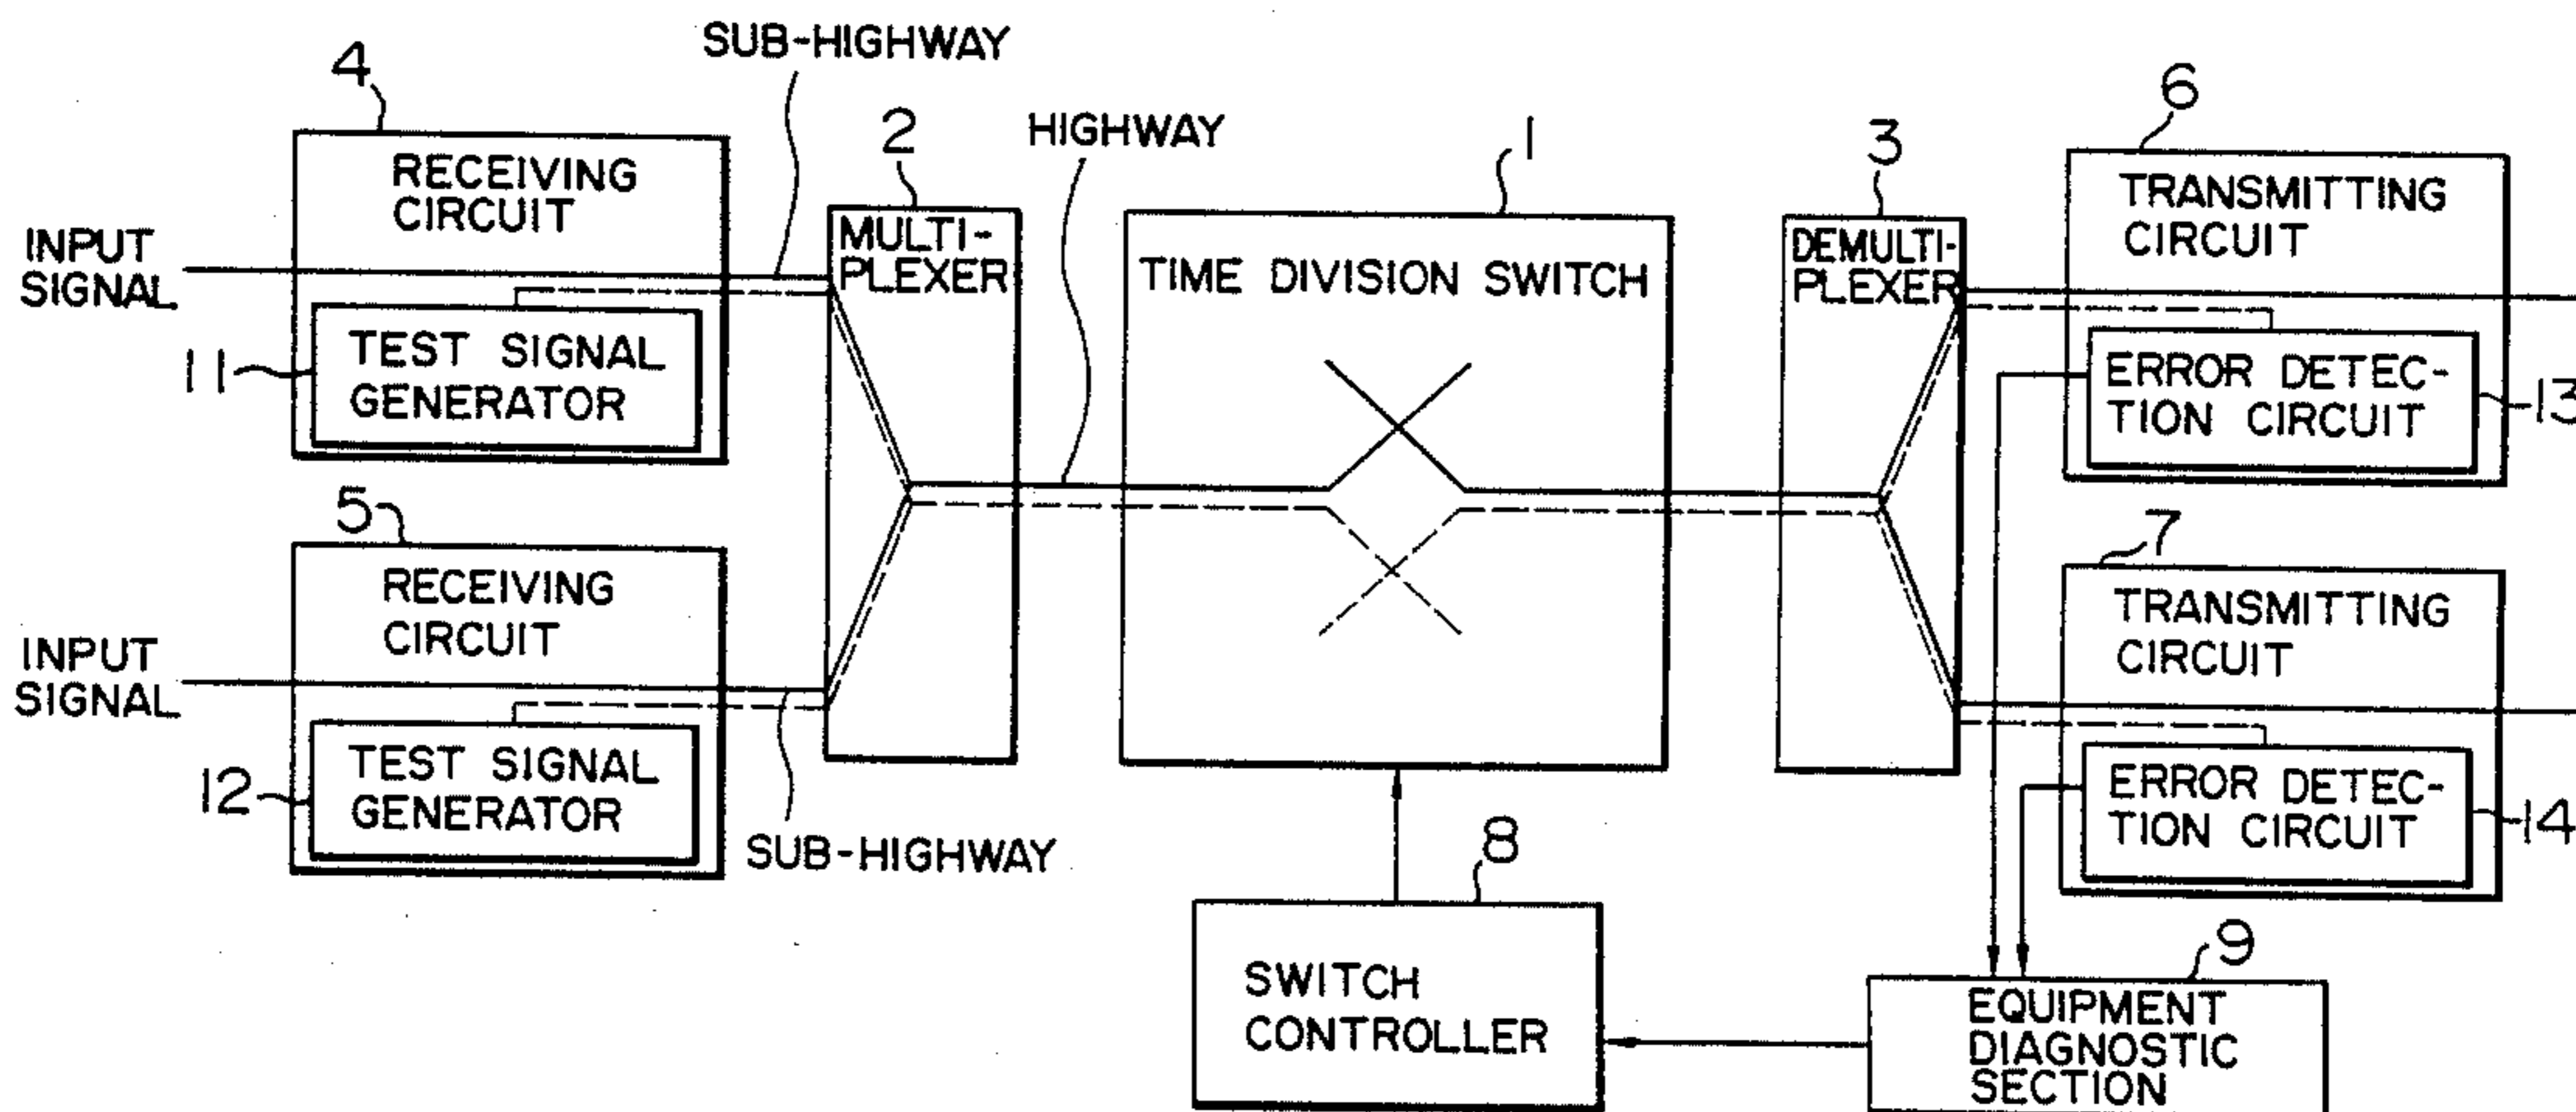 SUB-HIGHWAY
4
6
HIGHWAY
2
1
3
RECEIVING
CIRCUIT
TRANSMITTING
CIRCUIT
INPUT
SIGNAL
MULTI-
PLEXER
TIME DIVISION SWITCH
DEMULTI-
PLEXER
11
TEST SIGNAL
GENERATOR
ERROR DETEC-
TION CIRCUIT
13
5
7
RECEIVING
CIRCUIT
TRANSMITTING
CIRCUIT
INPUT
SIGNAL
12
TEST SIGNAL
GENERATOR
ERROR DETEC-
TION CIRCUIT
14
SUB-HIGHWAY
8
9
SWITCH
CONTROLLER
EQUIPMENT
DIAGNOSTIC
SECTION